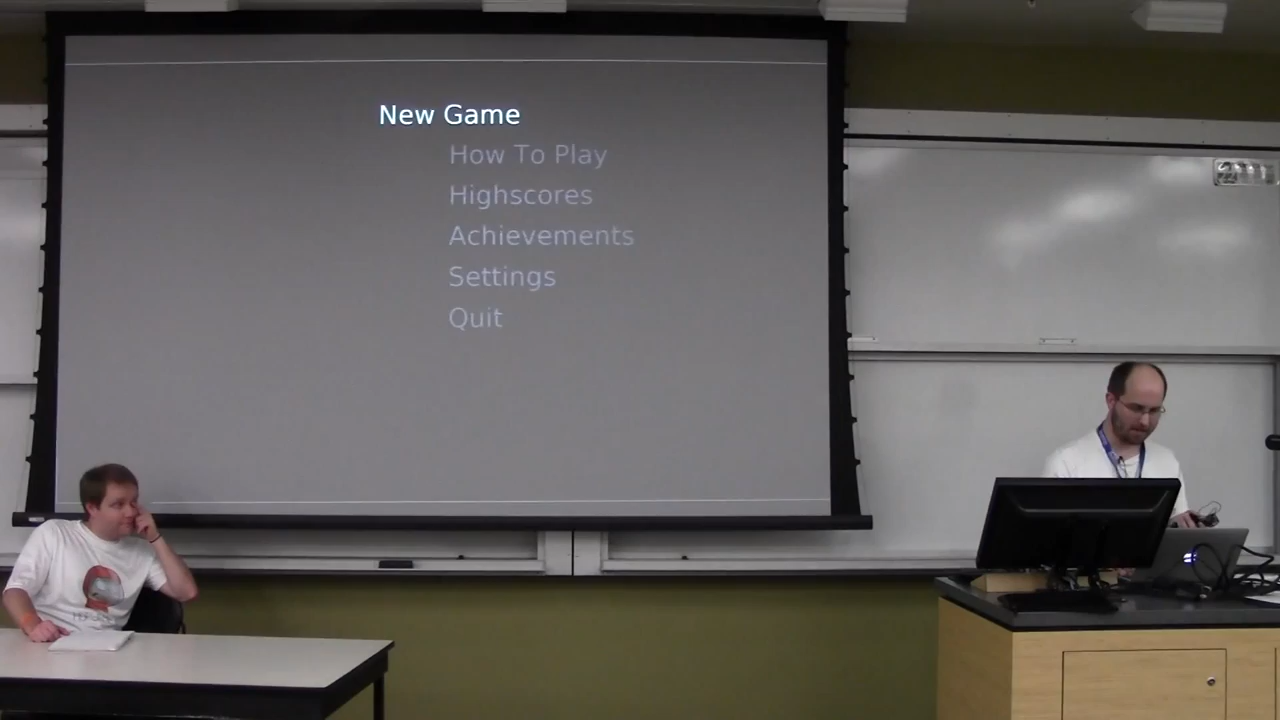 New Game
How To Play
Highscores
Achievements
Settings
Quit